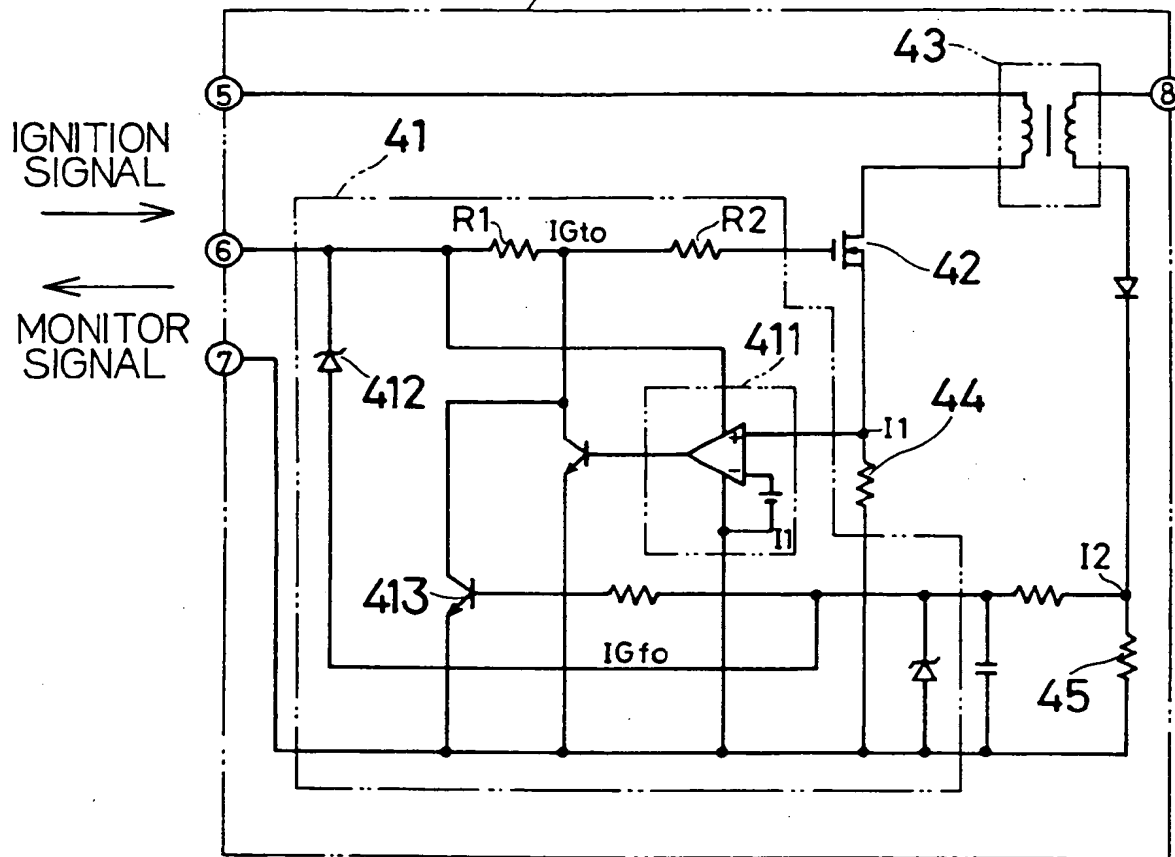 43
5
8
IGNITION
SIGNAL
41
R1
IGto
R2
6
42
MONITOR
SIGNAL
7
412
411
44
+
I1
-
I1
I2
413
IGfo
45